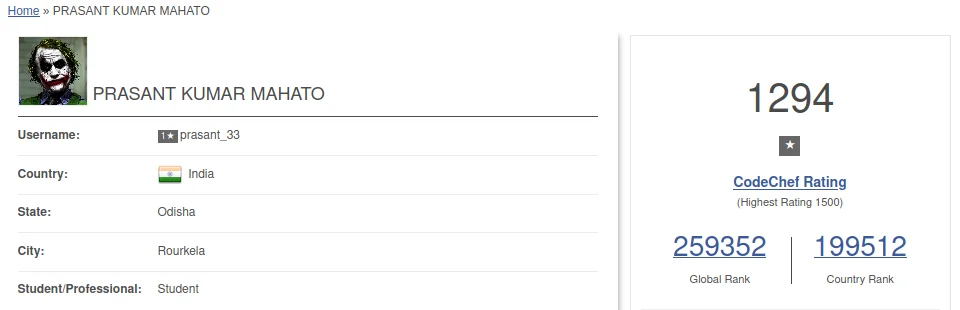 Home » PRASANT KUMAR MAHATO
PRASANT KUMAR MAHATO
Username: 1★ prasant_33
Country: India
State: Odisha
City: Rourkela
Student/Professional: Student
1294
★
CodeChef Rating
(Highest Rating 1500)
259352 199512
Global Rank Country Rank